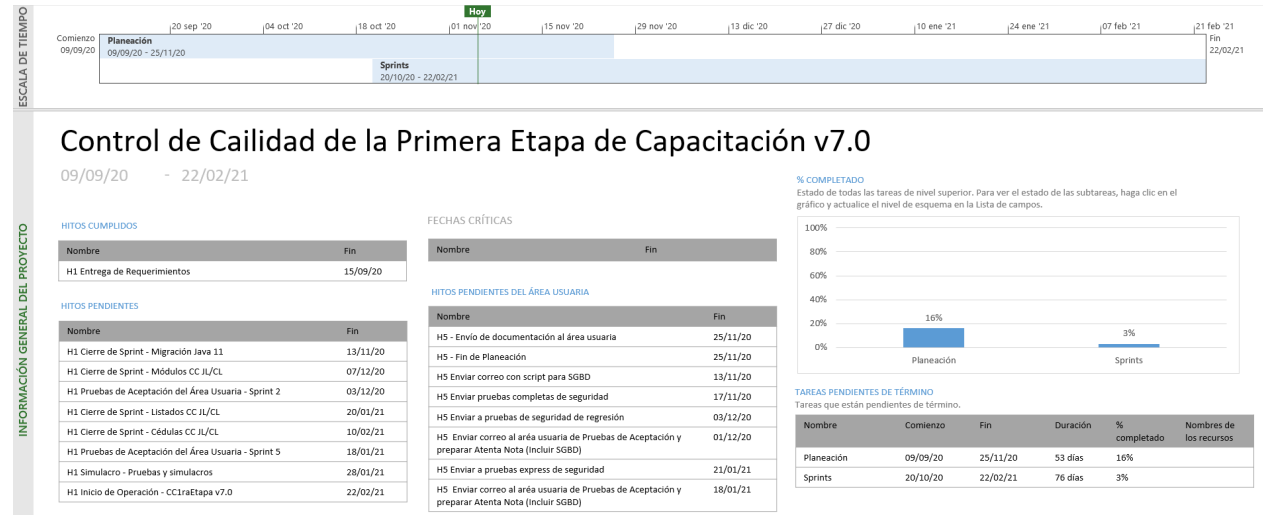 ESCALA DE TIEMPO
Hoy
20 sep '20 04 oct '20 18 oct '20 01 nov '20 15 nov '20 29 nov '20 13 dic '20 27 dic '20 10 ene '21 24 ene '21 07 feb '21 21 feb '21
Comienzo
09/09/20
Planeación
09/09/20 - 25/11/20
Sprints
20/10/20 - 22/02/21
Fin
22/02/21
INFORMACIÓN GENERAL DEL PROYECTO
Control de Cailidad de la Primera Etapa de Capacitación v7.0
09/09/20 - 22/02/21
HITOS CUMPLIDOS
Nombre Fin
H1 Entrega de Requerimientos 15/09/20
HITOS PENDIENTES
Nombre Fin
H1 Cierre de Sprint - Migración Java 11 13/11/20
H1 Cierre de Sprint - Módulos CC JL/CL 07/12/20
H1 Pruebas de Aceptación del Área Usuaria - Sprint 2 03/12/20
H1 Cierre de Sprint - Listados CC JL/CL 20/01/21
H1 Cierre de Sprint - Cédulas CC JL/CL 10/02/21
H1 Pruebas de Aceptación del Área Usuaria - Sprint 5 18/01/21
H1 Simulacro - Pruebas y simulacros 28/01/21
H1 Inicio de Operación - CC1raEtapa v7.0 22/02/21
FECHAS CRÍTICAS
Nombre Fin
HITOS PENDIENTES DEL ÁREA USUARIA
Nombre Fin
H5 - Envío de documentación al área usuaria 25/11/20
H5 - Fin de Planeación 25/11/20
H5 Enviar correo con script para SGBD 13/11/20
H5 Enviar pruebas completas de seguridad 17/11/20
H5 Enviar a pruebas de seguridad de regresión 03/12/20
H5 Enviar correo al aréa usuaria de Pruebas de Aceptación y 01/12/20
preparar Atenta Nota (Incluir SGBD)
H5 Enviar a pruebas express de seguridad 21/01/21
H5 Enviar correo al aréa usuaria de Pruebas de Aceptación y 18/01/21
preparar Atenta Nota (Incluir SGBD)
% COMPLETADO
Estado de todas las tareas de nivel superior. Para ver el estado de las subtareas, haga clic en el
gráfico y actualice el nivel de esquema en la Lista de campos.
100%
80%
60%
40%
20%
0%
16%
3%
Planeación Sprints
TAREAS PENDIENTES DE TÉRMINO
Tareas que están pendientes de término.
Nombre Comienzo Fin Duración % Nombres de
completado los recursos
Planeación 09/09/20 25/11/20 53 días 16%
Sprints 20/10/20 22/02/21 76 días 3%